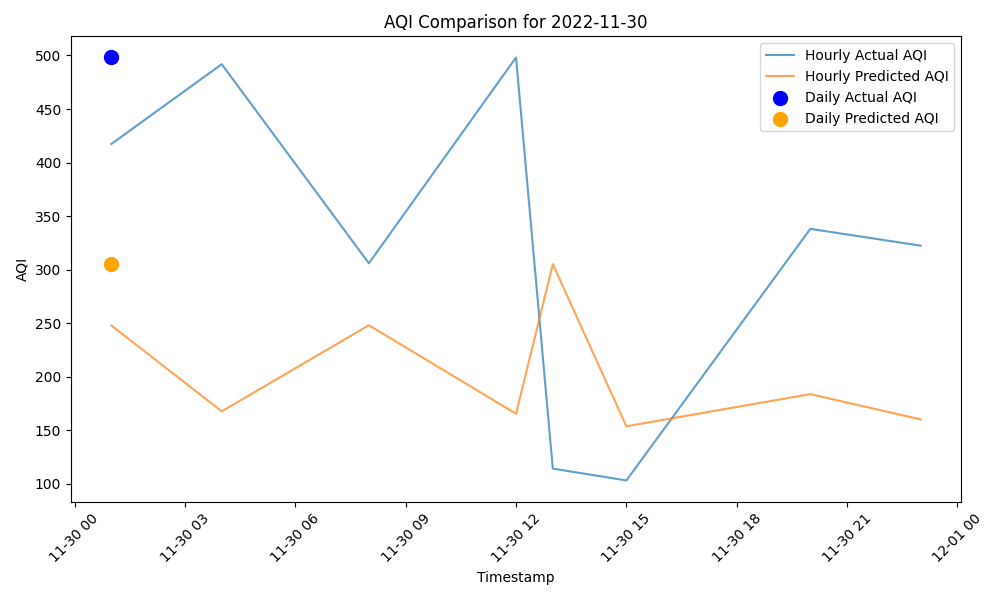 AQI Comparison for 2022-11-30
Hourly Actual AQI
Hourly Predicted AQI
Daily Actual AQI
Daily Predicted AQI
AQI
500
450
400
350
300
250
200
150
100
11-30 00
11-30 03
11-30 06
11-30 09
11-30 12
11-30 15
11-30 18
11-30 21
12-01 00
Timestamp